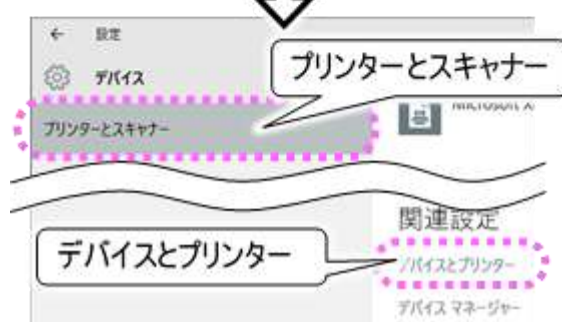 ← 設定
デバイス
プリンターとスキャナー
プリンターとスキャナー
Microsoft X
関連設定
デバイスとプリンター
バイスとプリンター
デバイス マネージャー